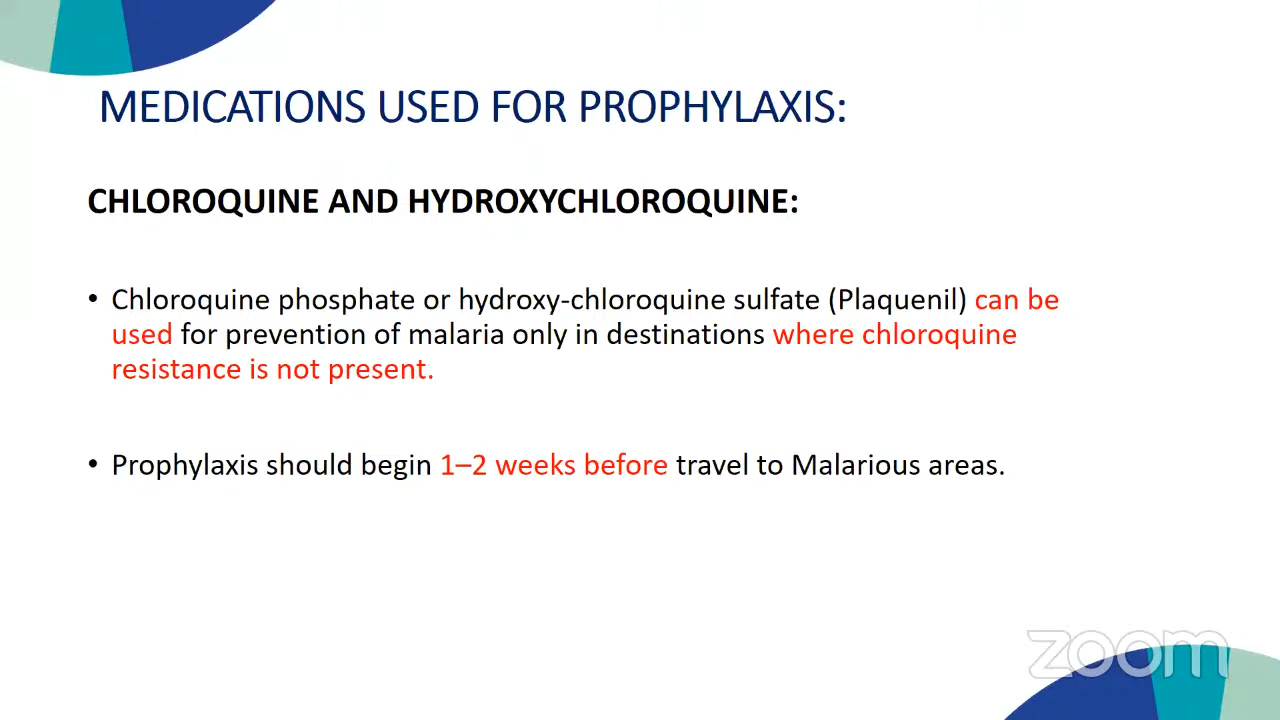 MEDICATIONS USED FOR PROPHYLAXIS:
CHLOROQUINE AND HYDROXYCHLOROQUINE:
• Chloroquine phosphate or hydroxy-chloroquine sulfate (Plaquenil) can be
used for prevention of malaria only in destinations where chloroquine
resistance is not present.
• Prophylaxis should begin 1–2 weeks before travel to Malarious areas.
zoom